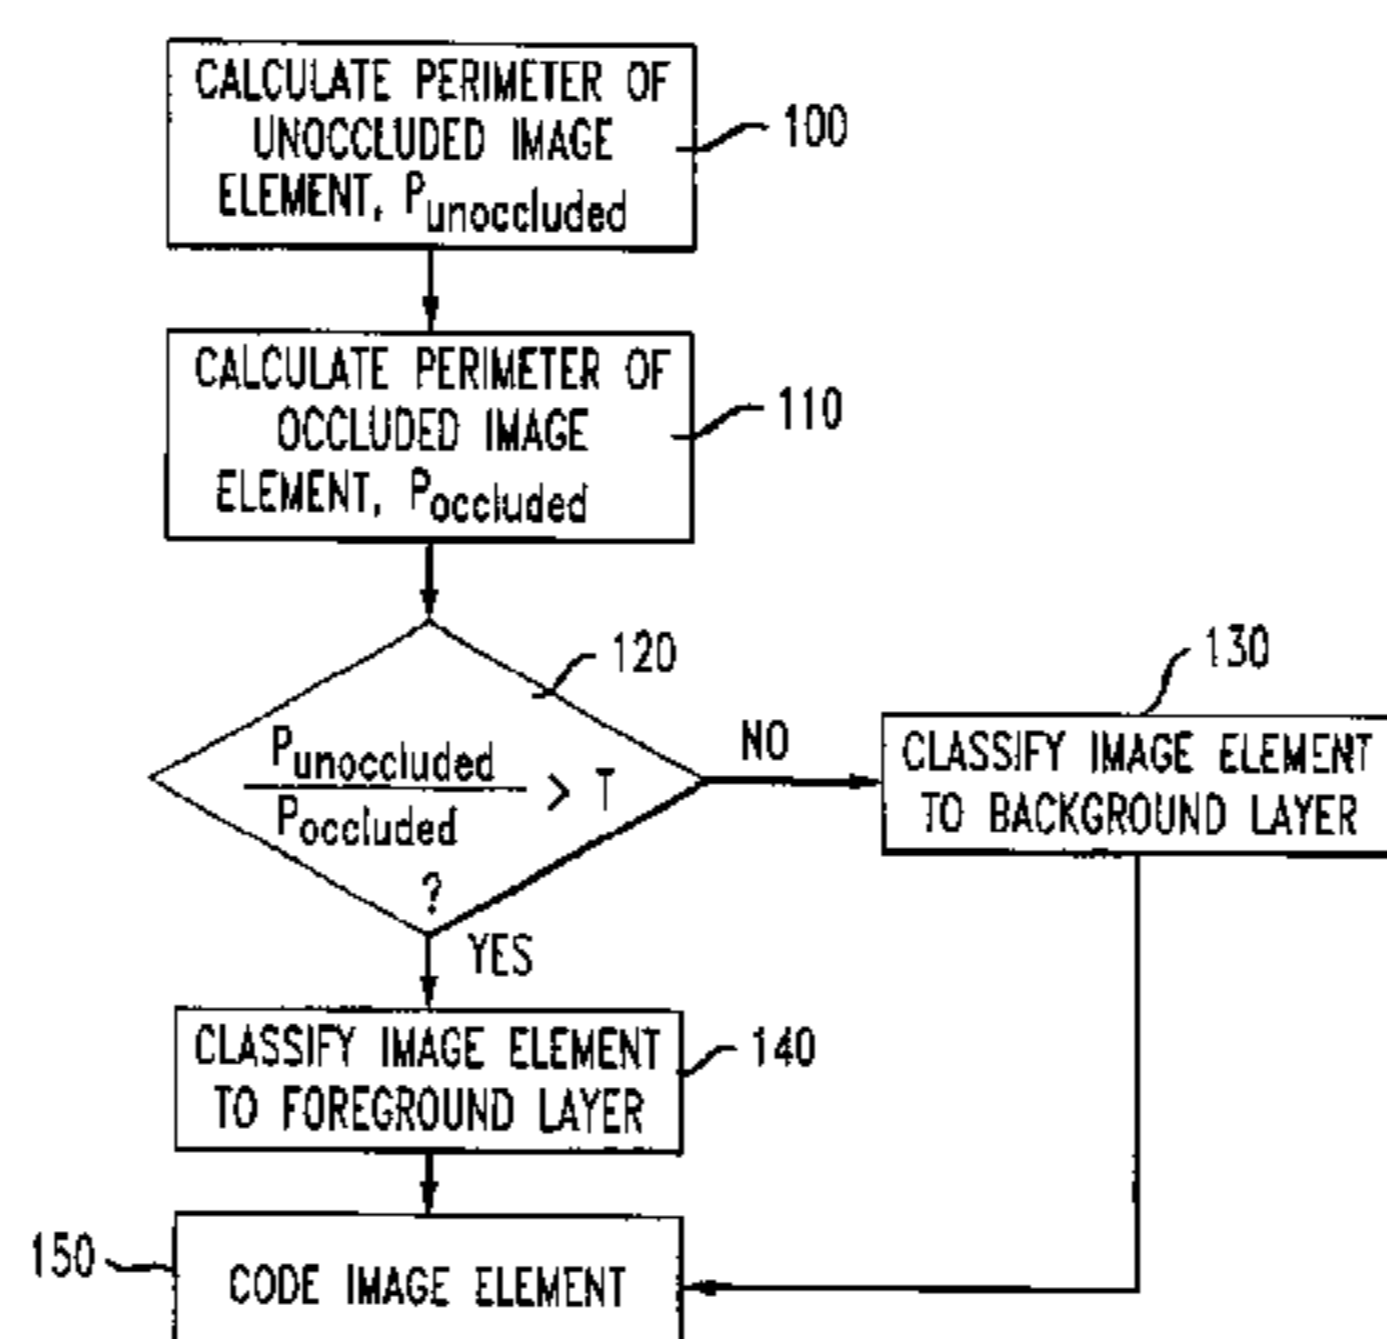 CALCULATE PERIMETER OF
UNOCCLUDED IMAGE
ELEMENT, Punoccluded
100
CALCULATE PERIMETER OF
OCCLUDED IMAGE
ELEMENT, Poccluded
110
120
Punoccluded
Poccluded
> T
?
NO
YES
130
CLASSIFY IMAGE ELEMENT
TO BACKGROUND LAYER
CLASSIFY IMAGE ELEMENT
TO FOREGROUND LAYER
140
150
CODE IMAGE ELEMENT